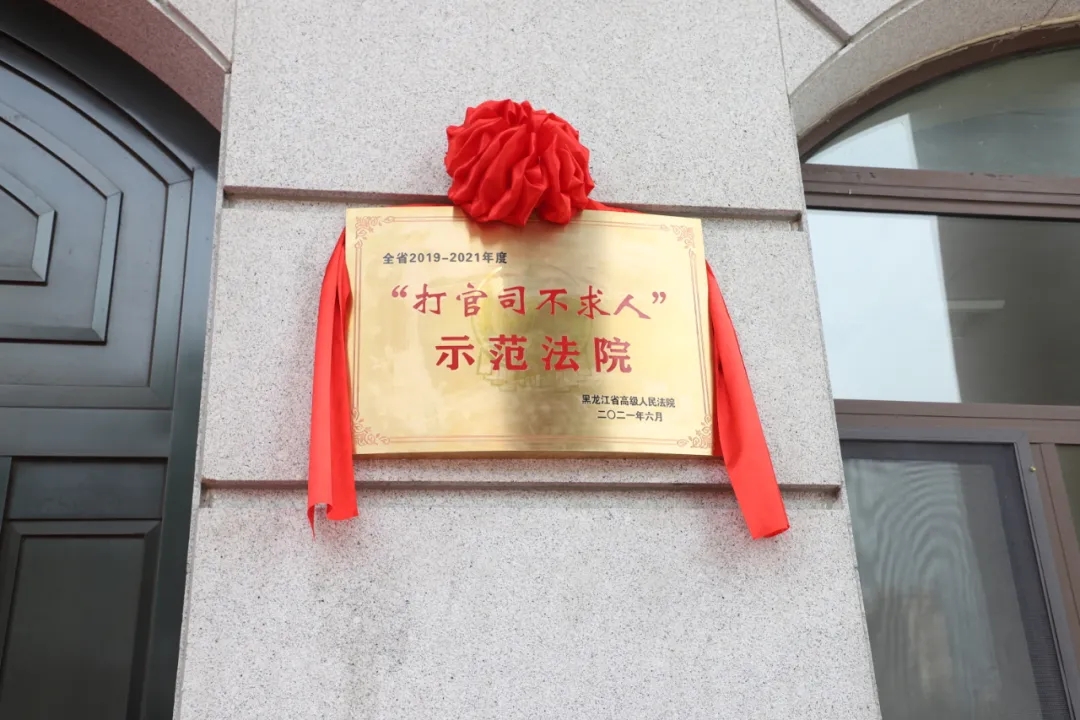 全省2019-2021年度
“打官司不求人”
示范法院
黑龙江省高级人民法院
二〇二一年六月